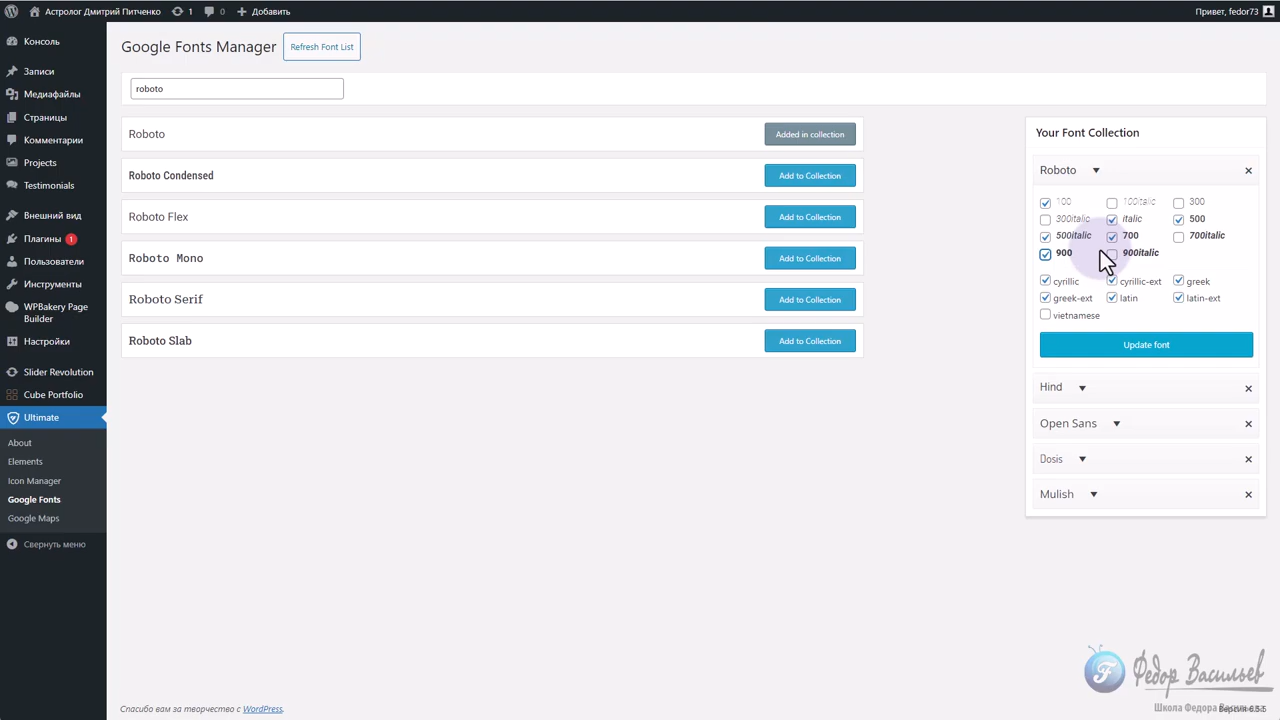 Астролог Дмитрий Питченко 1 0 Добавить Привет, fedor73
Консоль
Записи
Медиафайлы
Страницы
Комментарии
Projects
Testimonials
Внешний вид
Плагины 1
Пользователи
Инструменты
WPBakery Page
Builder
Настройки
Slider Revolution
Cube Portfolio
Ultimate
About
Elements
Icon Manager
Google Fonts
Google Maps
Свернуть меню
Google Fonts Manager Refresh Font List
roboto
Roboto Added in collection
Roboto Condensed Add to Collection
Roboto Flex Add to Collection
Roboto Mono Add to Collection
Roboto Serif Add to Collection
Roboto Slab Add to Collection
Your Font Collection
Roboto
100 100italic 300
300italic italic 500
500italic 700 700italic
900 900italic
cyrillic cyrillic-ext greek
greek-ext latin latin-ext
vietnamese
Update font
Hind
Open Sans
Dosis
Mulish
Федор Васильев
Школа Федора
Спасибо вам за творчество с WordPress.